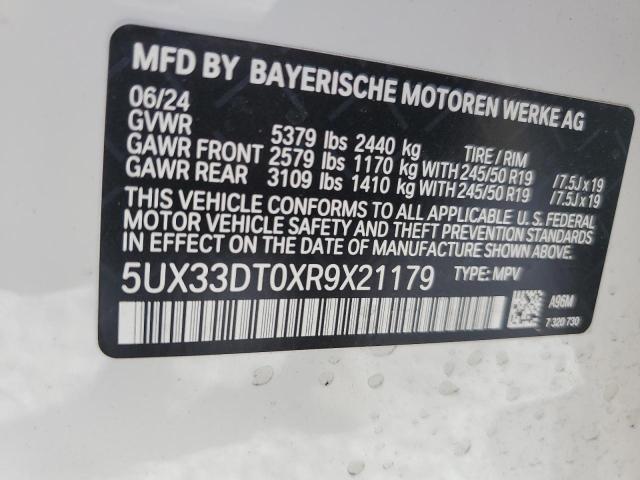 MFD BY BAYERISCHE MOTOREN WERKE AG
06/24
GVWR 5379 lbs 2440 kg TIRE / RIM
GAWR FRONT 2579 lbs 1170 kg WITH 245/50 R19 /7.5J x 19
GAWR REAR 3109 lbs 1410 kg WITH 245/50 R19 /7.5J x 19
THIS VEHICLE CONFORMS TO ALL APPLICABLE U. S. FEDERAL
MOTOR VEHICLE SAFETY AND THEFT PREVENTION STANDARDS
IN EFFECT ON THE DATE OF MANUFACTURE SHOWN ABOVE.
5UX33DT0XR9X21179 TYPE: MPV
A96M
7 320 730